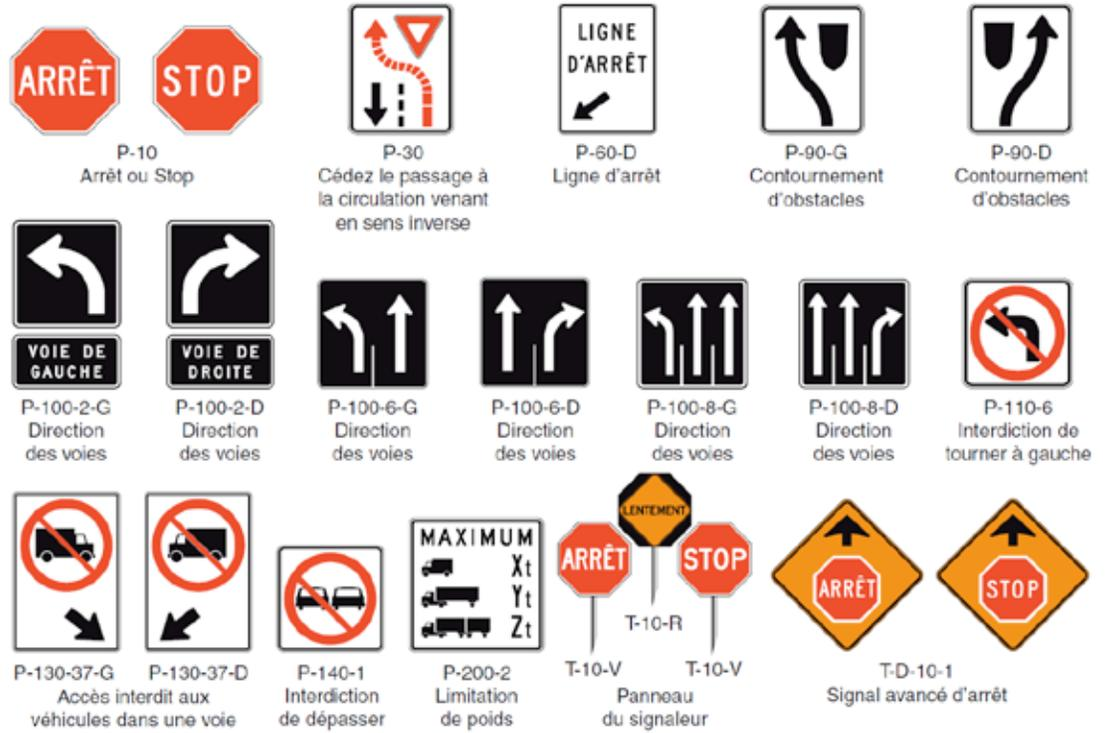 ARRÊT
STOP
P-10
Arrêt ou Stop
P-30
Cédez le passage à
la circulation venant
en sens inverse
LIGNE
D'ARRÊT
P-60-D
Ligne d'arrêt
P-90-G
Contournement
d'obstacles
P-90-D
Contournement
d'obstacles
VOIE DE
GAUCHE
P-100-2-G
Direction
des voies
VOIE DE
DROITE
P-100-2-D
Direction
des voies
P-100-6-G
Direction
des voies
P-100-6-D
Direction
des voies
P-100-8-G
Direction
des voies
P-100-8-D
Direction
des voies
P-110-6
Interdiction de
tourner à gauche
P-130-37-G
P-130-37-D
Accès interdit aux
véhicules dans une voie
P-140-1
Interdiction
de dépasser
MAXIMUM
Xt
Yt
Zt
P-200-2
Limitation
de poids
ARRÊT
LENTEMENT
STOP
T-10-R
T-10-V
T-10-V
Panneau
du signaleur
ARRÊT
STOP
T-D-10-1
Signal avancé d'arrêt